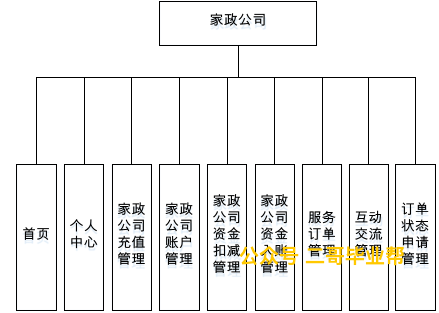 家政公司
首页
个人
中心
家政
公司
充值
管理
家政
公司
账户
管理
家政
公司
资金
扣减
管理
家政
公司
资金
入账
管理
服务
订单
管理
互动
交流
管理
订单
状态
申请
管理
公众号 二哥毕业帮